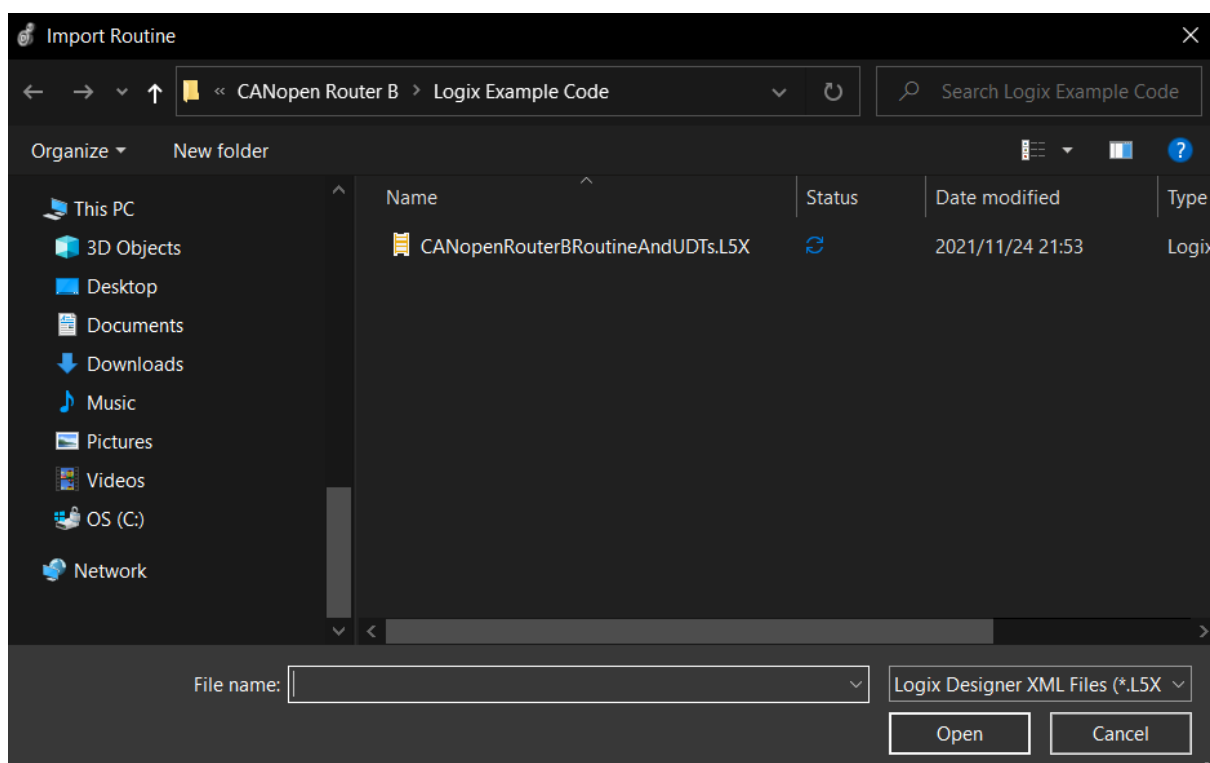 Import Routine
« CANopen Router B > Logix Example Code
Search Logix Example Code
Organize
New folder
?
Name
Status
Date modified
Type
This PC
CANopenRouterBRoutineAndUDTs.L5X
2021/11/24 21:53
Logix
3D Objects
Desktop
Documents
Downloads
Music
Pictures
Videos
OS (C:)
Network
File name:
Logix Designer XML Files (*.L5X
Open
Cancel